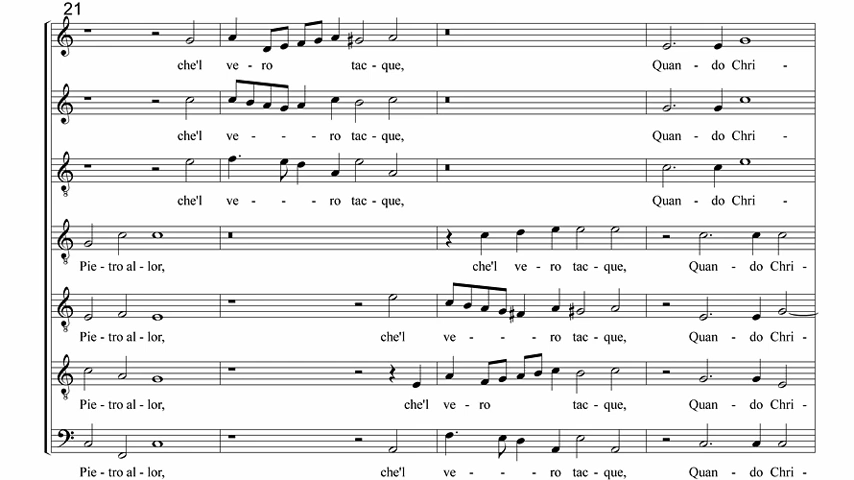 21
che'l ve - ro tac - que, Quan - do Chri -
che'l ve - - - ro tac - que, Quan - do Chri -
che'l ve - - - ro tac - que, Quan - do Chri -
Pie - tro al - lor, che'l ve - ro tac - que, Quan - do Chri -
Pie - tro al - lor, che'l ve - - - ro tac - que, Quan - do Chri -
Pie - tro al - lor, che'l ve - ro tac - que, Quan - do Chri -
Pie - tro al - lor, che'l ve - - - ro tac - que, Quan - do Chri -